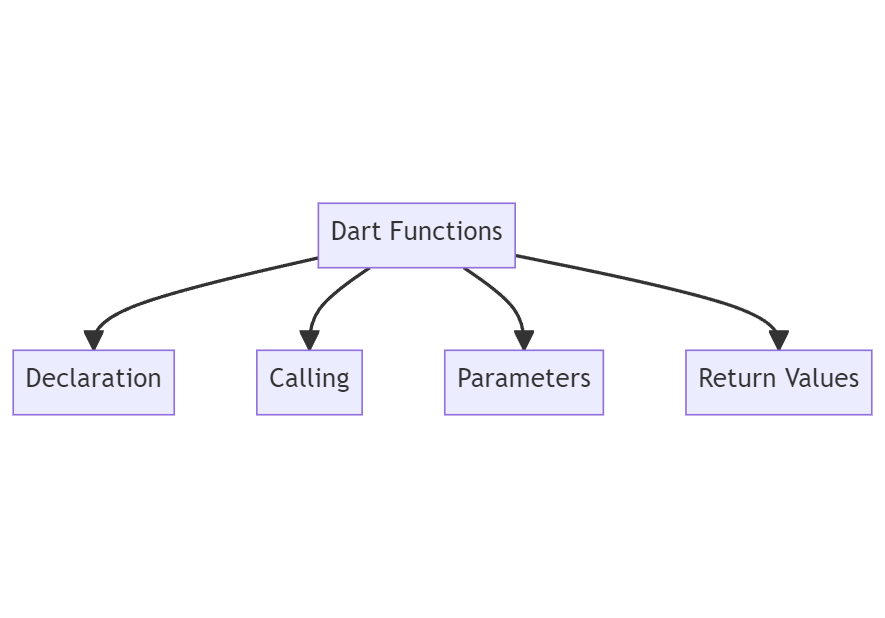 Dart Functions
Declaration
Calling
Parameters
Return Values